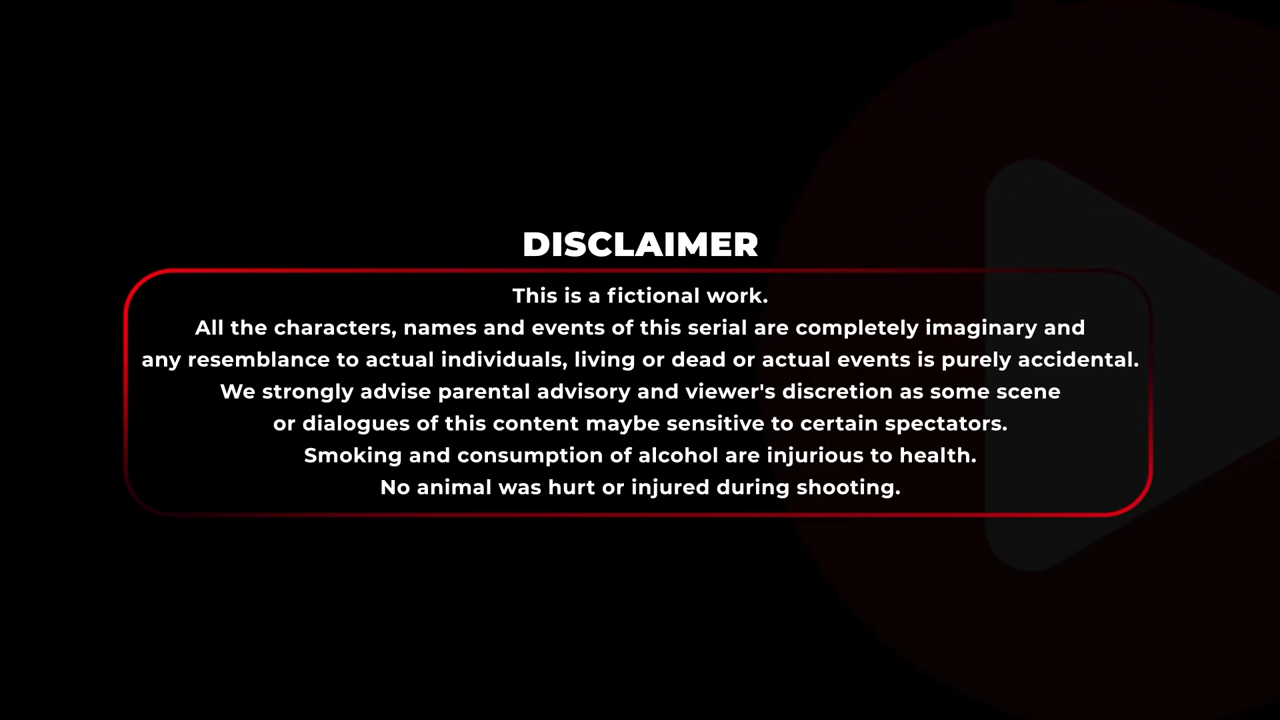 DISCLAIMER
This is a fictional work.
All the characters, names and events of this serial are completely imaginary and
any resemblance to actual individuals, living or dead or actual events is purely accidental.
We strongly advise parental advisory and viewer's discretion as some scene
or dialogues of this content maybe sensitive to certain spectators.
Smoking and consumption of alcohol are injurious to health.
No animal was hurt or injured during shooting.